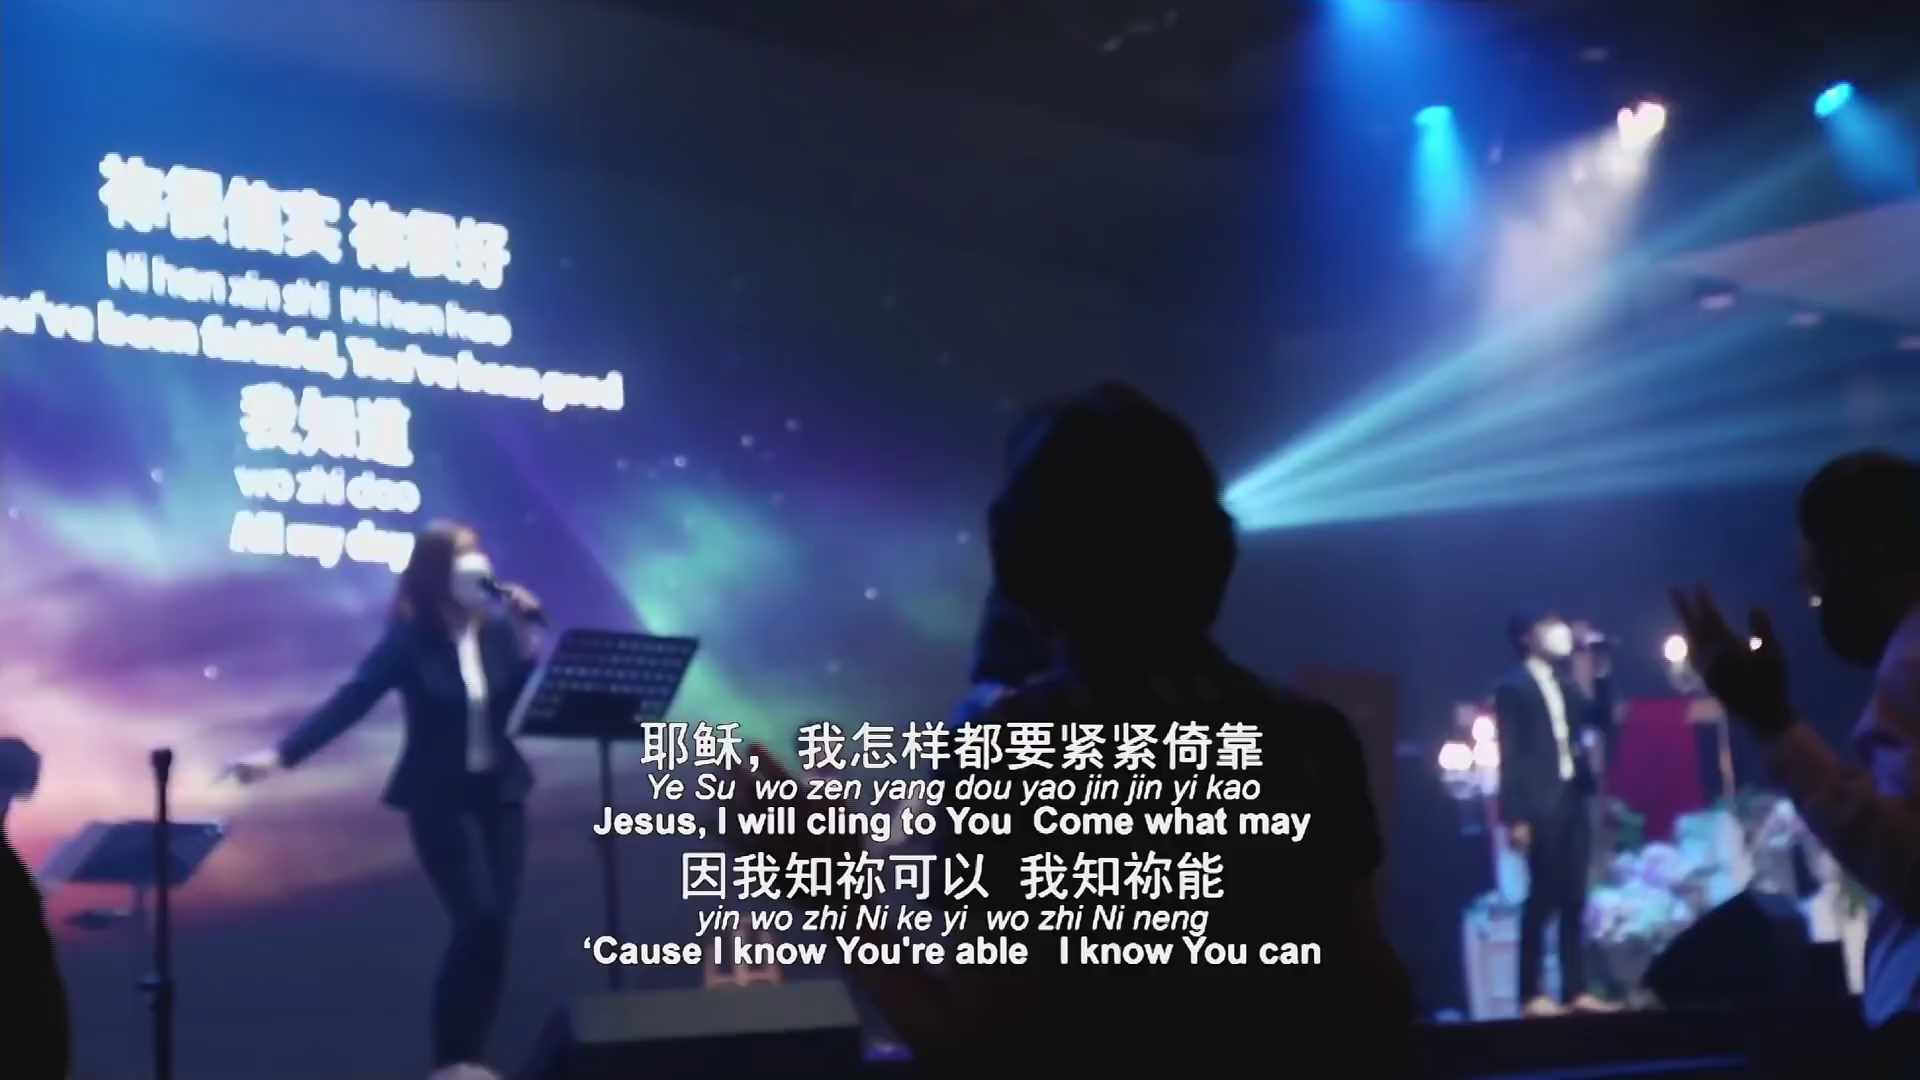 祢很信实 祢很好
Ni hen xin shi Ni hen hao
You've been faithful, You've been good
我知道
wo zhi dao
All my day
耶稣，我怎样都要紧紧倚靠
Ye Su wo zen yang dou yao jin jin yi kao
Jesus, I will cling to You Come what may
因我知祢可以 我知祢能
yin wo zhi Ni ke yi wo zhi Ni neng
‘Cause I know You're able I know You can